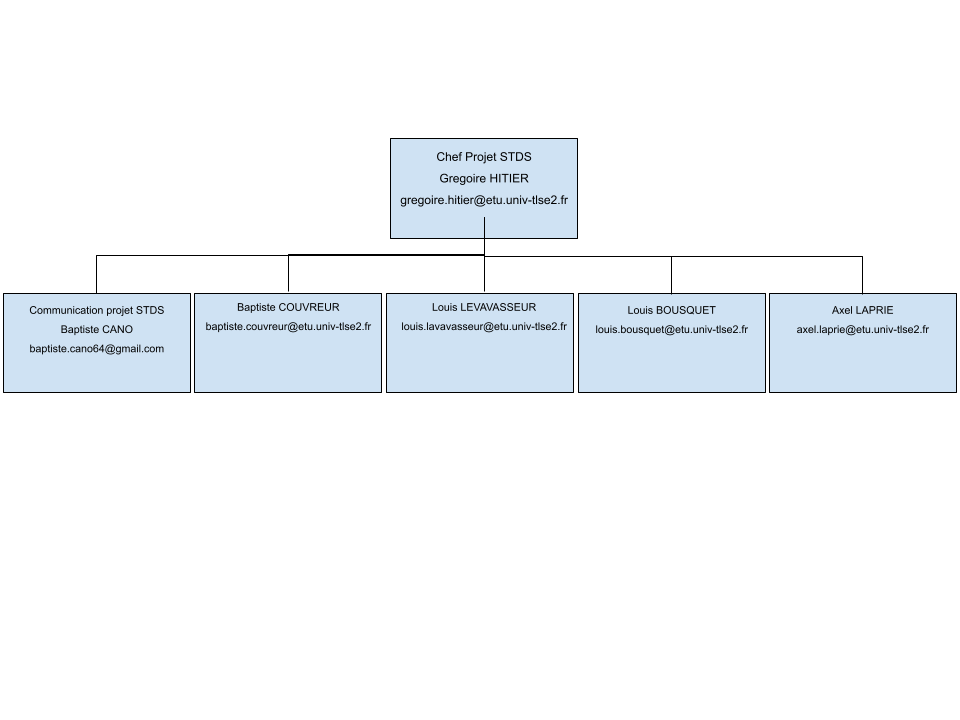 Chef Projet STDS
Gregoire HITIER
gregoire.hitier@etu.univ-tlse2.fr
Communication projet STDS
Baptiste CANO
baptiste.cano64@gmail.com
Baptiste COUVREUR
baptiste.couvreur@etu.univ-tlse2.fr
Louis LEVAVASSEUR
louis.lavavasseur@etu.univ-tlse2.fr
Louis BOUSQUET
louis.bousquet@etu.univ-tlse2.fr
Axel LAPRIE
axel.laprie@etu.univ-tlse2.fr